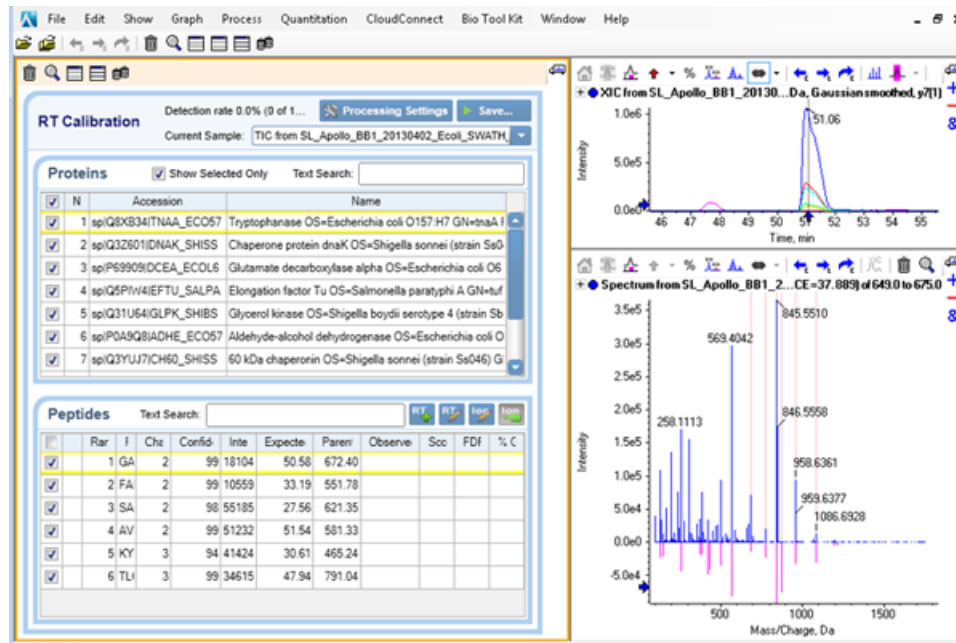 File Edit Show Graph Process Quantitation CloudConnect Bio Tool Kit Window Help
RT Calibration
Detection rate 0.0% (0 of 1...
Processing Settings
Save...
Current Sample: TIC from SL_Apollo_BB1_20130402_Ecoli_SWATH_
Proteins
Show Selected Only
Text Search:
N Accession Name
1 sp|Q8XB34|TNAA_ECO57 Tryptophanase OS=Escherichia coli O157:H7 GN=tnaA
2 sp|Q3Z601|DNAK_SHISS Chaperone protein dnaK OS=Shigella sonnei (strain Ss0
3 sp|P69909|DCEA_ECOL6 Glutamate decarboxylase alpha OS=Escherichia coli O6
4 sp|Q5PIW4|EFTU_SALPA Elongation factor Tu OS=Salmonella paratyphi A GN=tuf
5 sp|Q31U64|GLPK_SHIBS Glycerol kinase OS=Shigella boydii serotype 4 (strain Sb
6 sp|P0A9Q8|ADHE_ECO57 Aldehyde-alcohol dehydrogenase OS=Escherichia coli O
7 sp|Q3YUJ7|CH60_SHISS 60 kDa chaperonin OS=Shigella sonnei (strain Ss046) G
Peptides
Text Search:
RT RT Ion Ion
Rar F Cha Confid Inte Expecte Paren Observe Scc FDF % C
1 GA 2 99 18104 50.58 672.40
2 FA 2 99 10559 33.19 551.78
3 SA 2 98 55185 27.56 621.35
4 AV 2 99 51232 51.54 581.33
5 KY 3 94 41424 30.61 465.24
6 TL 3 99 34615 47.94 791.04
XIC from SL_Apollo_BB1_20130...Da, Gaussian smoothed, y7[1]
51.06
1.0e6
5.0e5
0.0e0
Intensity
46 47 48 49 50 51 52 53 54 55
Time, min
Spectrum from SL_Apollo_BB1_2...CE=37.889) of 649.0 to 675.0
845.5510
569.4042
846.5558
258.1113
958.6361
959.6377
1086.6928
3.5e5
3.0e5
2.5e5
2.0e5
1.5e5
1.0e5
5.0e4
0.0e0
-5.0e4
Intensity
500 1000 1500
Mass/Charge, Da